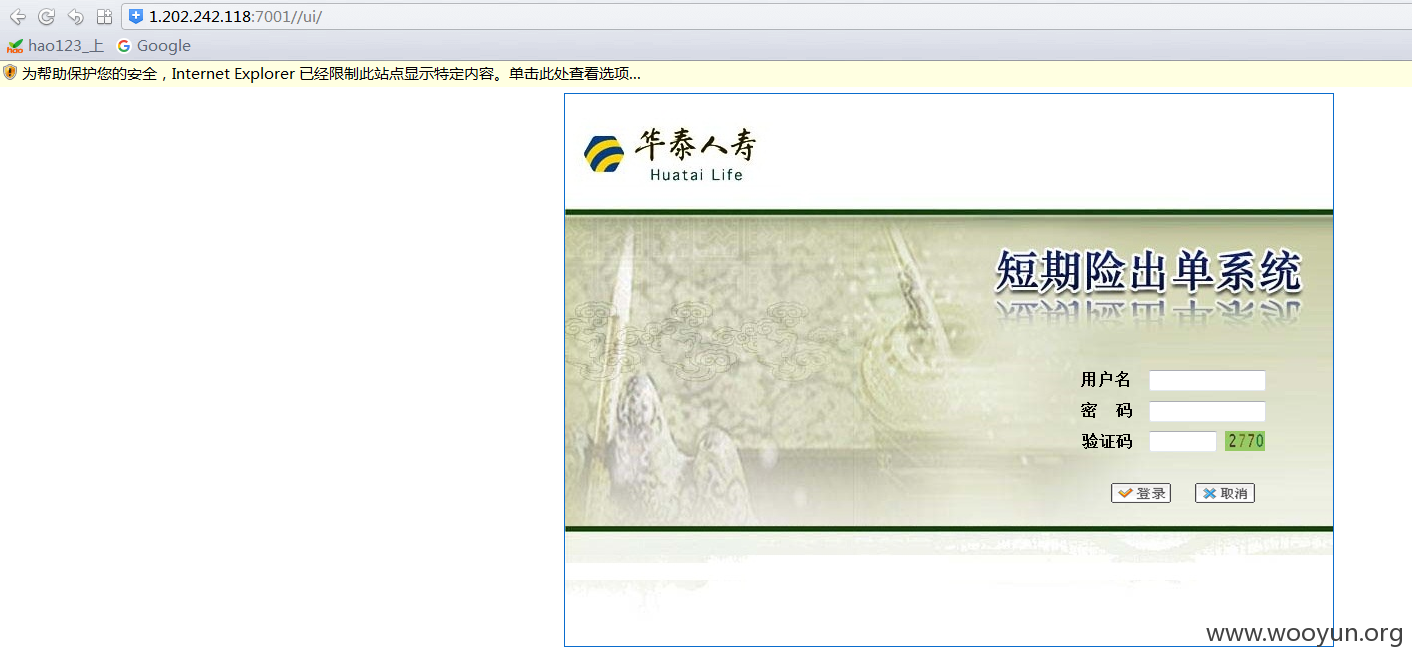 1.202.242.118:7001//ui/
hao123_上 Google
为帮助保护您的安全，Internet Explorer 已经限制此站点显示特定内容。单击此处查看选项...
华泰人寿
Huatai Life
短期险出单系统
用户名
密 码
验证码 2770
登录 取消
www.wooyun.org